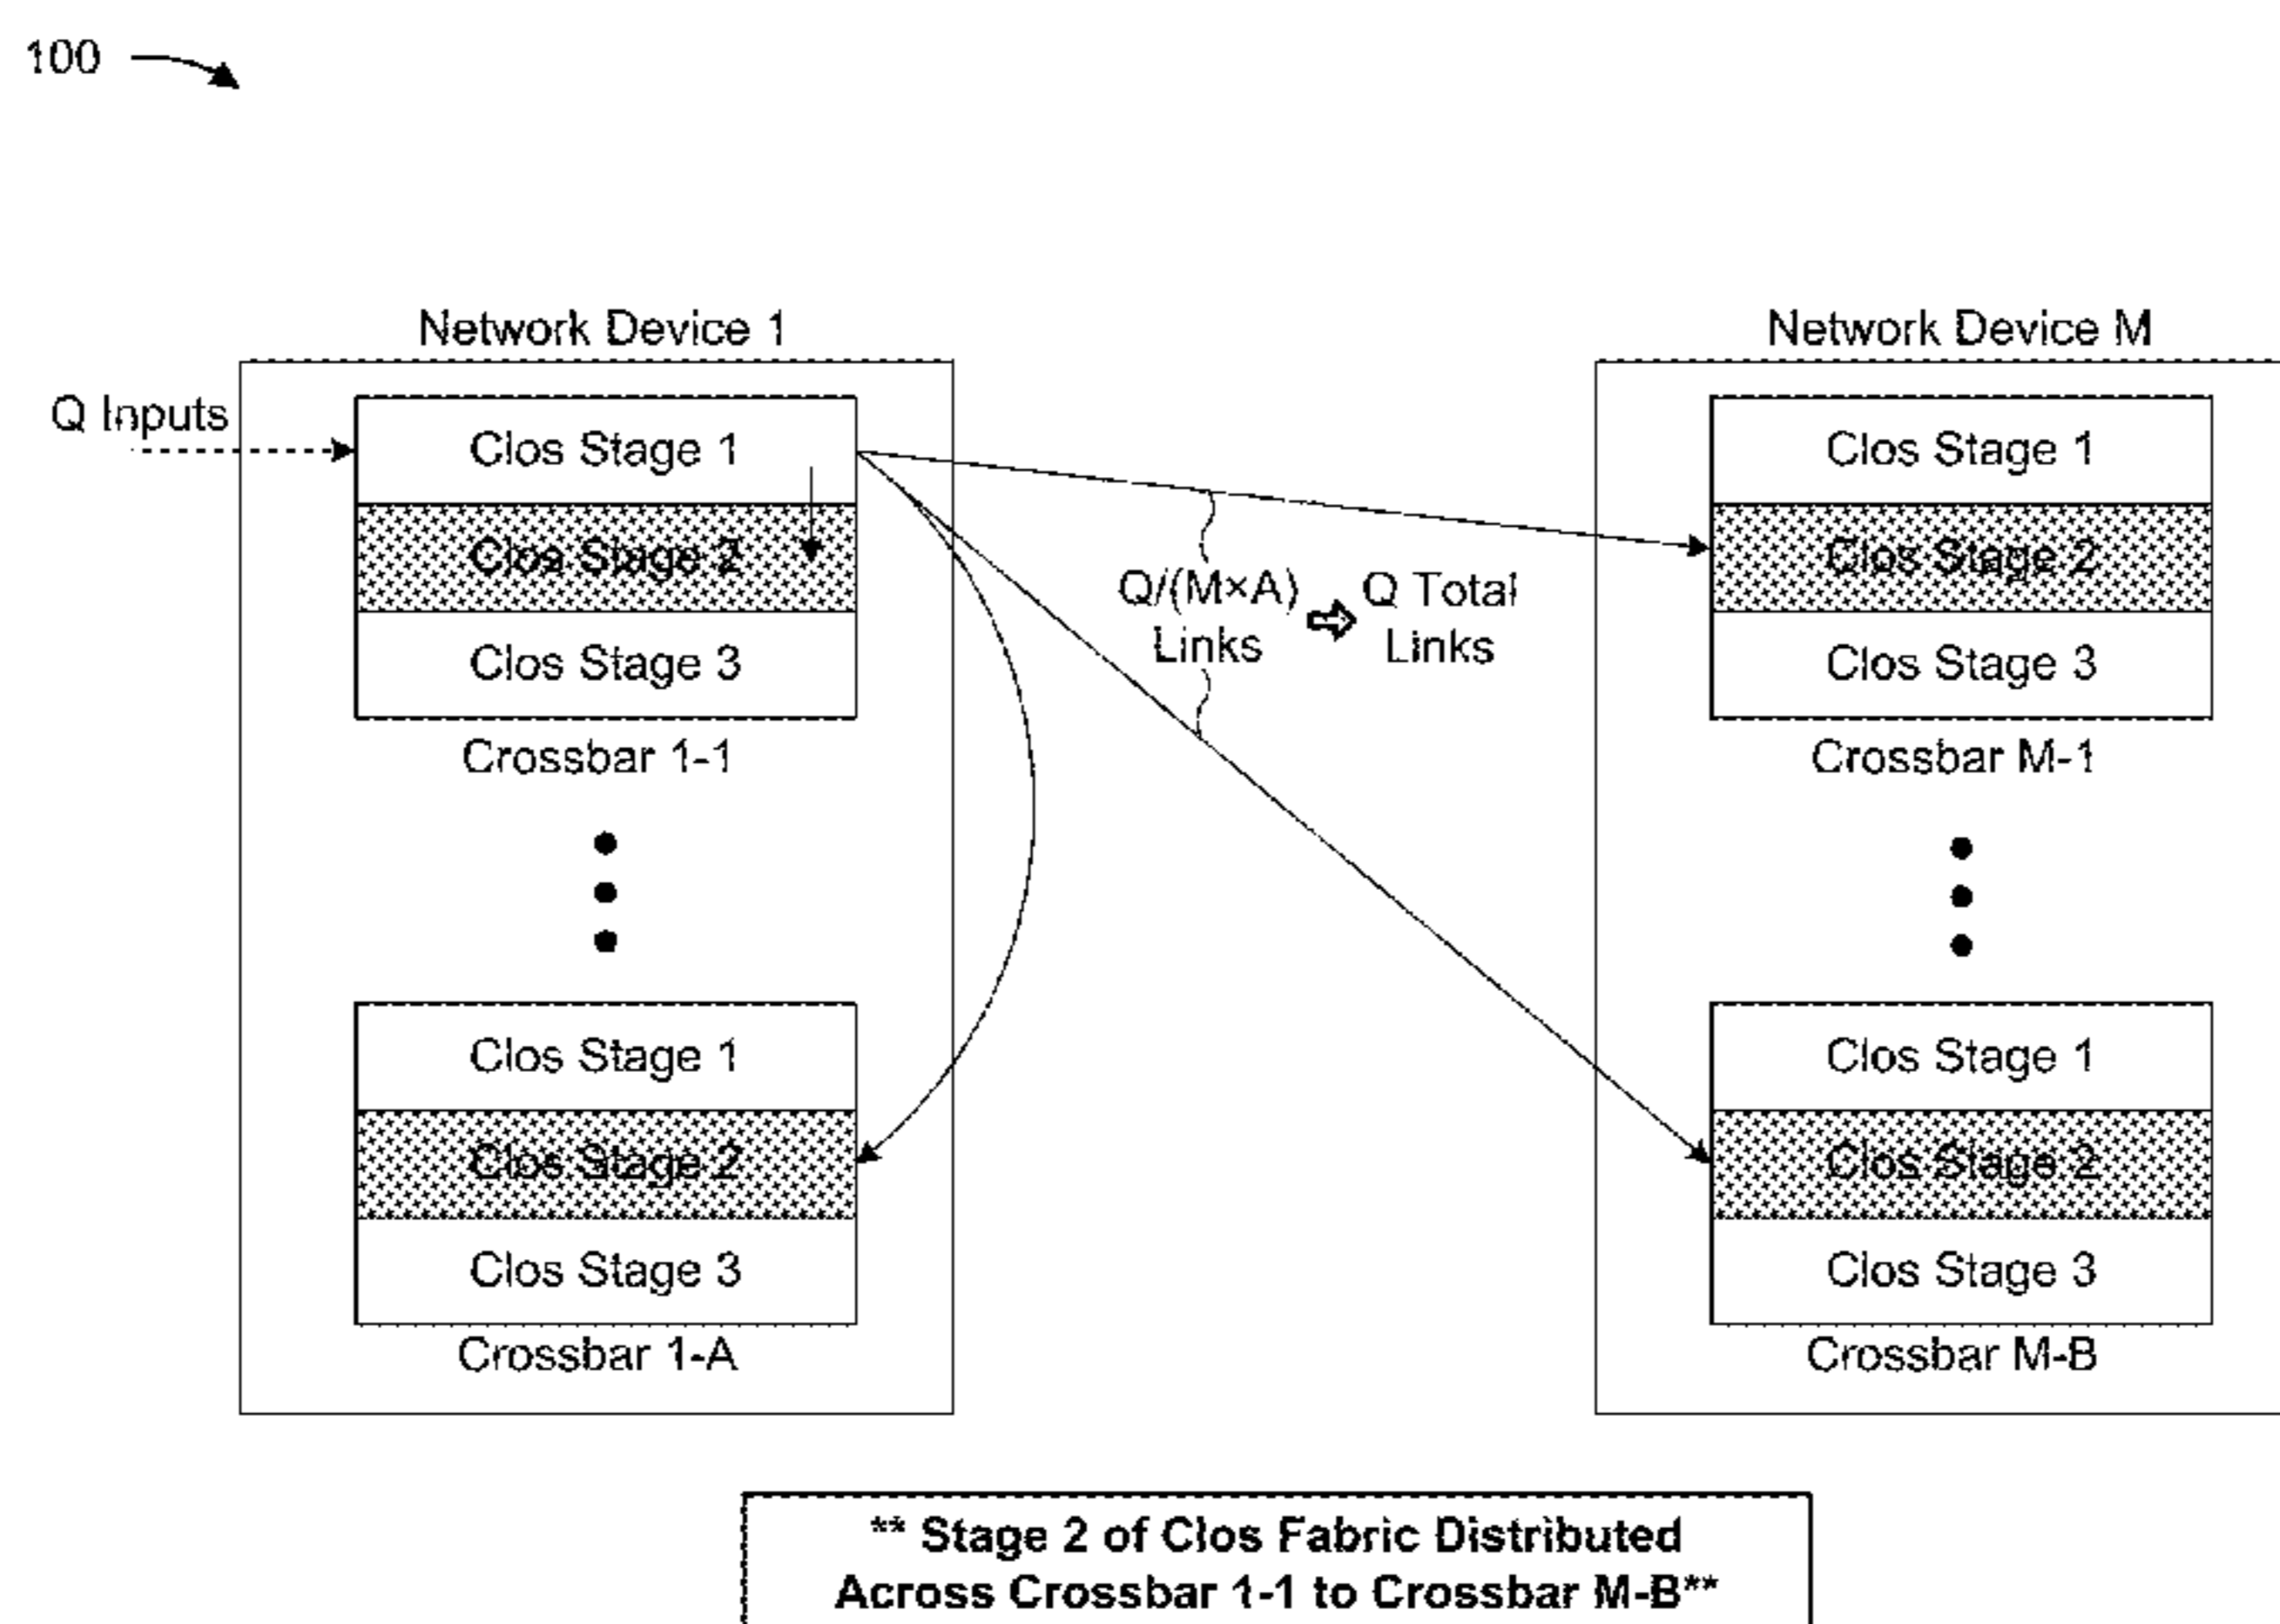 100
Network Device 1
Network Device M
Q Inputs
Clos Stage 1
Clos Stage 2
Clos Stage 3
Crossbar 1-1
Q/(M×A)
Links
Q Total
Links
Clos Stage 1
Clos Stage 2
Clos Stage 3
Crossbar M-1
Clos Stage 1
Clos Stage 2
Clos Stage 3
Crossbar 1-A
Clos Stage 1
Clos Stage 2
Clos Stage 3
Crossbar M-B
** Stage 2 of Clos Fabric Distributed
Across Crossbar 1-1 to Crossbar M-B**